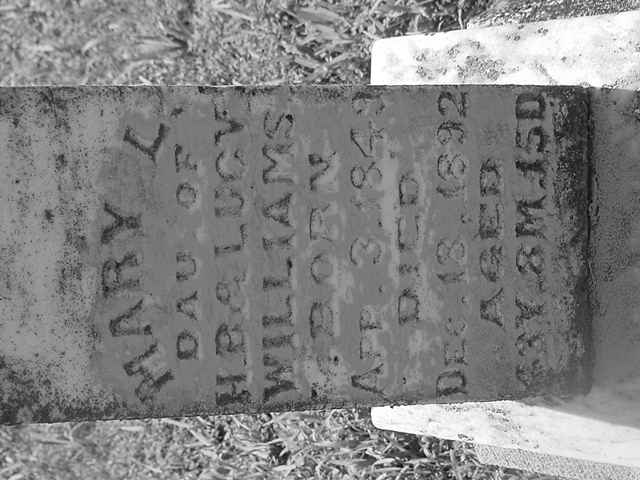 MARY L.
DAU OF
H.B.& LUCY
WILLIAMS
BORN
APR. 3. 1849
DIED
DEC. 18. 1892
AGED
43Y.8M.15D